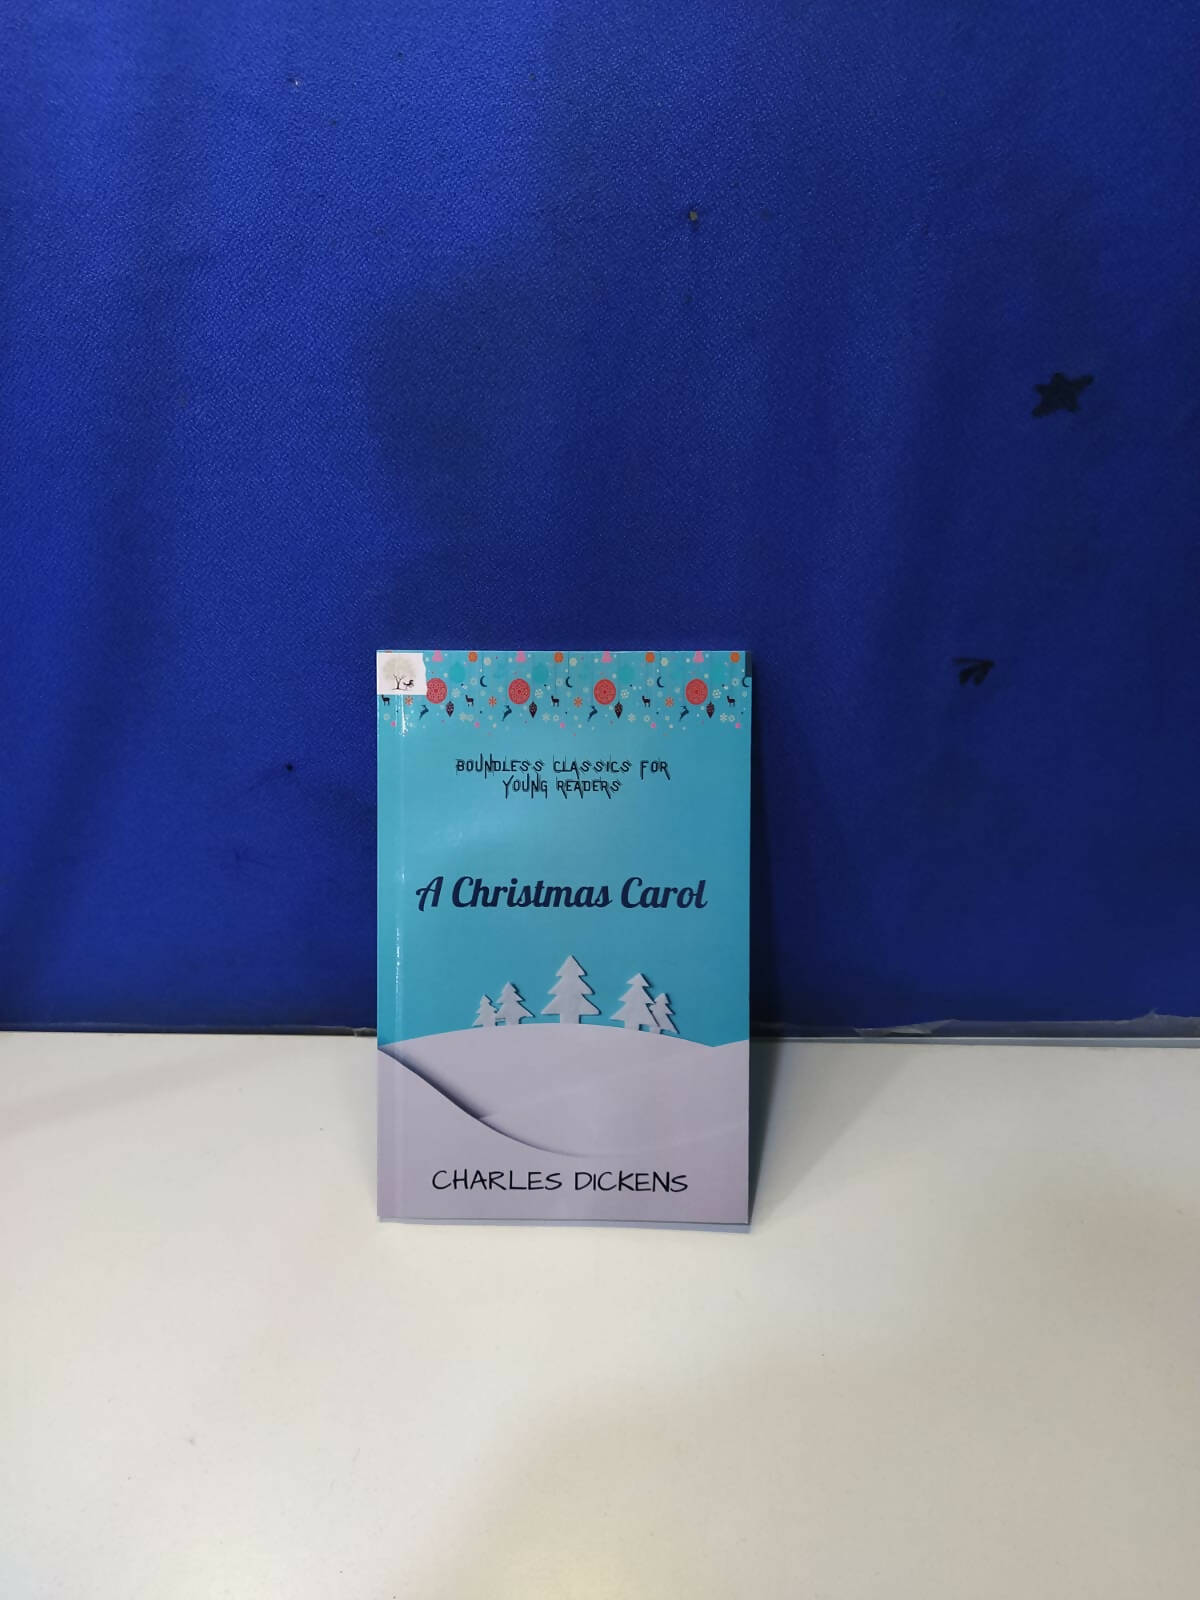 BOUNDLESS CLASSICS FOR
YOUNG READERS
A Christmas Carol
CHARLES DICKENS